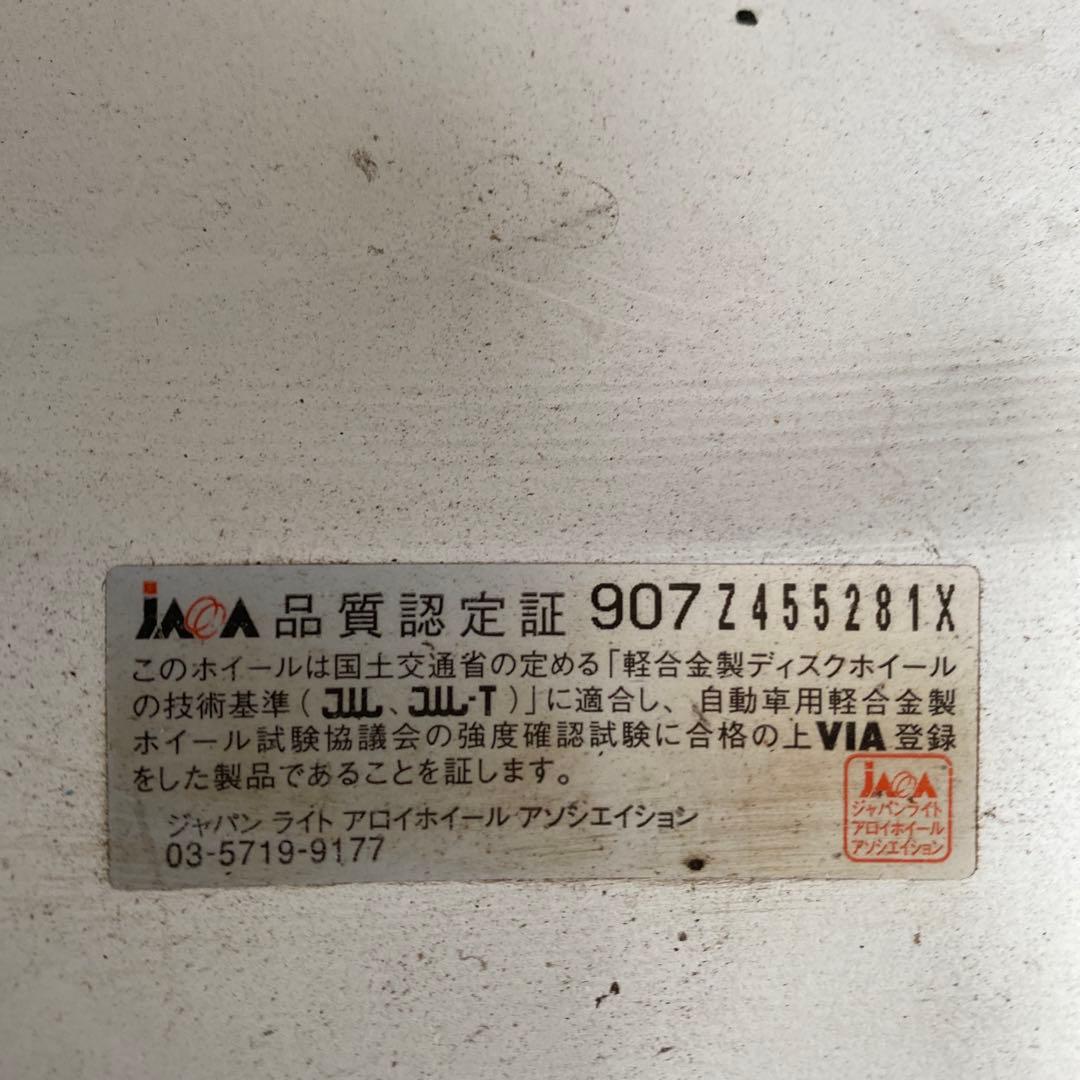 JAWA 品質認定証 907 Z455281X
このホイールは国土交通省の定める「軽合金製ディスクホイール
の技術基準(JWL、JWL-T)」に適合し、自動車用軽合金製
ホイール試験協議会の強度確認試験に合格の上VIA登録
をした製品であることを証します。
ジャパン ライト アロイホイール アソシエイション
03-5719-9177
JAWA
ジャパンライト
アロイホイール
アソシエイション